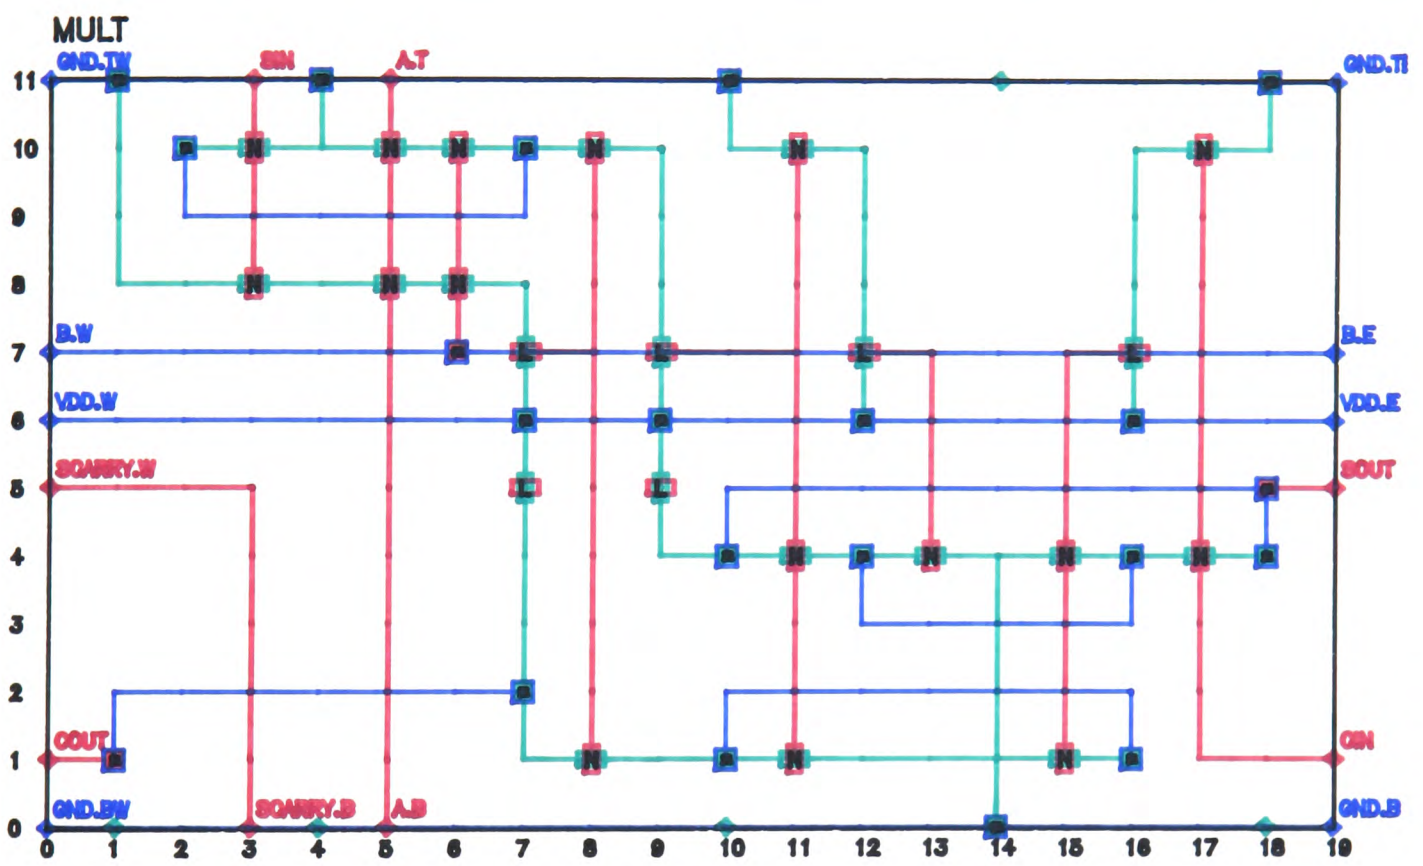 MULT
GND.TW SIN A.T GND.TI
11
10 N N N N N N
9
8 N N N
B.W B.E
7 L L L L
VDD.W VDD.E
6
SCARRY.W SOUT
5 L L
4 N N N N
3
2
COUT CIN
1 N N N
GND.BW SCARRY.B A.B GND.B
0
0 1 2 3 4 5 6 7 8 9 10 11 12 13 14 15 16 17 18 19